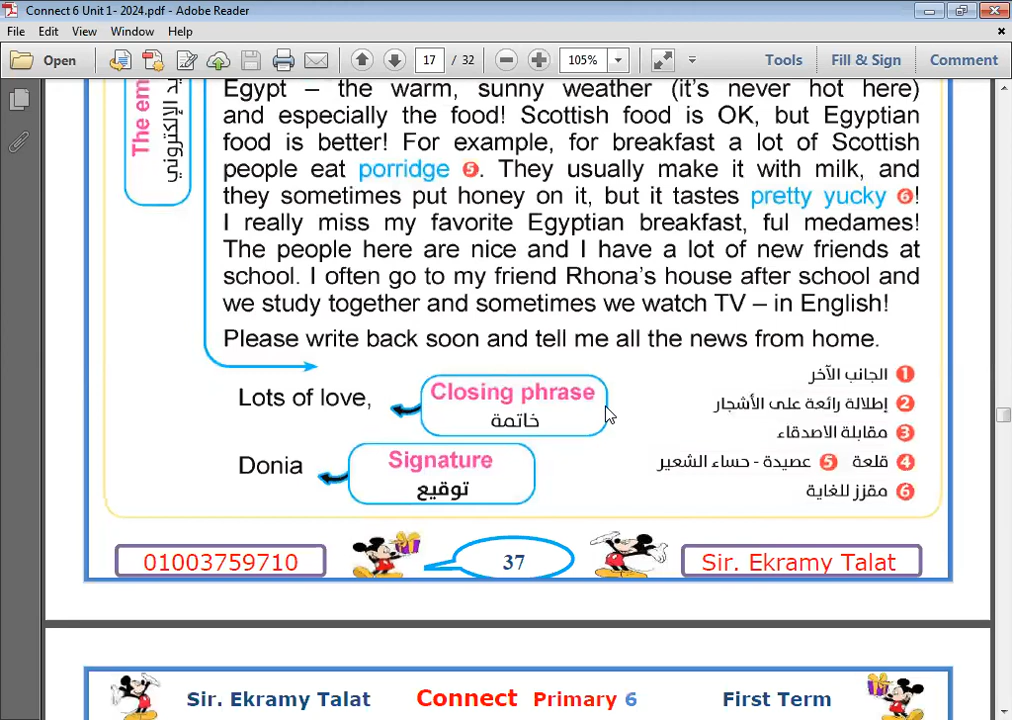 Connect 6 Unit 1- 2024.pdf - Adobe Reader
File Edit View Window Help
Open 17 / 32 105% Tools Fill & Sign Comment
The em
Egypt – the warm, sunny weather (it's never hot here)
and especially the food! Scottish food is OK, but Egyptian
food is better! For example, for breakfast a lot of Scottish
people eat porridge 5. They usually make it with milk, and
they sometimes put honey on it, but it tastes pretty yucky 6!
I really miss my favorite Egyptian breakfast, ful medames!
The people here are nice and I have a lot of new friends at
school. I often go to my friend Rhona's house after school and
we study together and sometimes we watch TV – in English!
Please write back soon and tell me all the news from home.
Lots of love,
Closing phrase
خاتمة
Donia
Signature
توقيع
1 الجانب الآخر
2 إطلالة رائعة على الأشجار
3 مقابلة الاصدقاء
4 قلعة 5 عصيدة - حساء الشعير
6 مقزز للغاية
01003759710 37 Sir. Ekramy Talat
Sir. Ekramy Talat Connect Primary 6 First Term